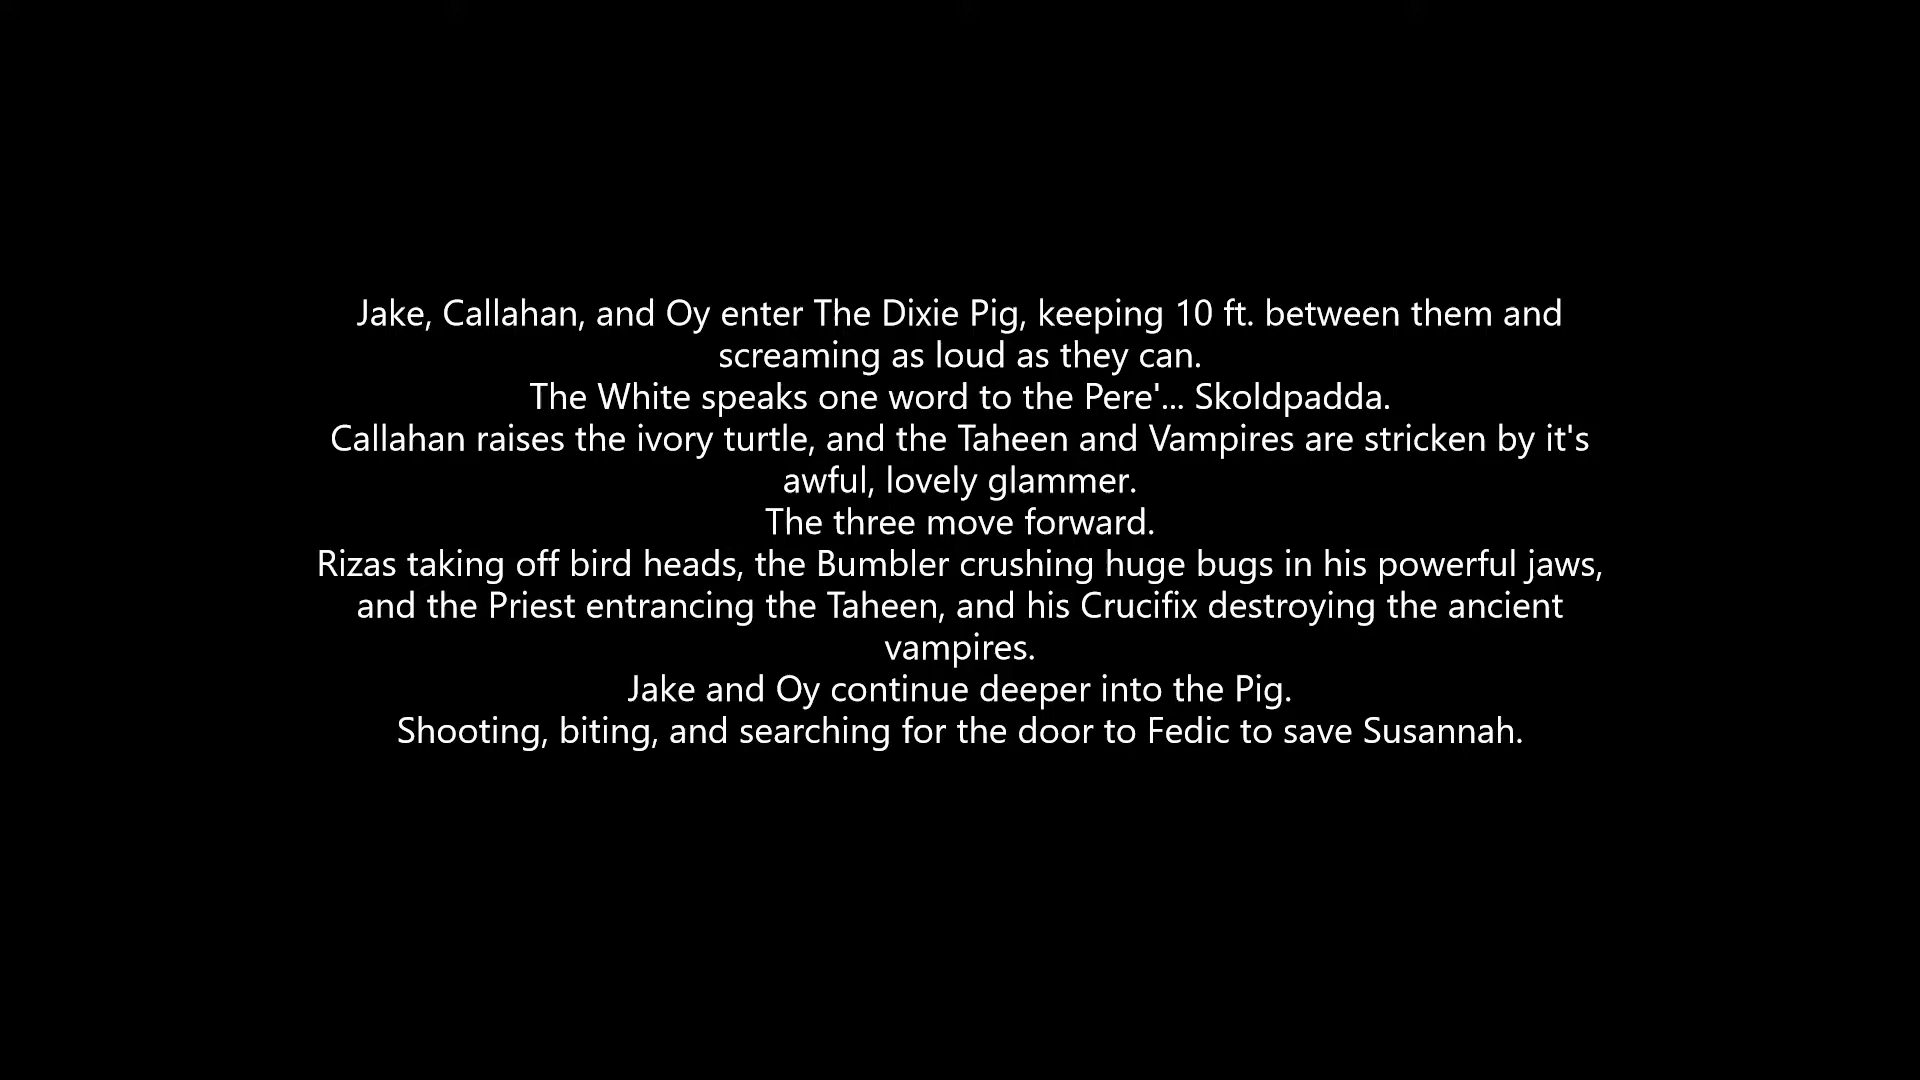 Jake, Callahan, and Oy enter The Dixie Pig, keeping 10 ft. between them and
screaming as loud as they can.
The White speaks one word to the Pere'... Skoldpadda.
Callahan raises the ivory turtle, and the Taheen and Vampires are stricken by it's
awful, lovely glammer.
The three move forward.
Rizas taking off bird heads, the Bumbler crushing huge bugs in his powerful jaws,
and the Priest entrancing the Taheen, and his Crucifix destroying the ancient
vampires.
Jake and Oy continue deeper into the Pig.
Shooting, biting, and searching for the door to Fedic to save Susannah.